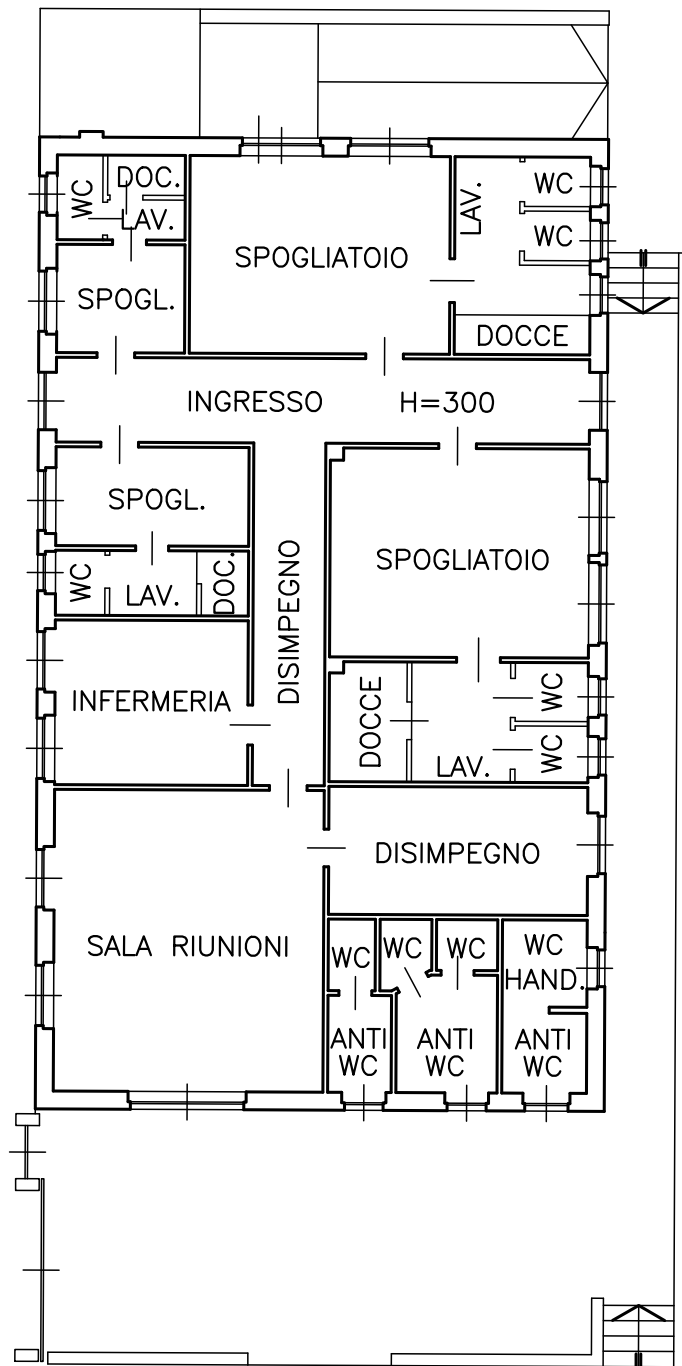 DOC.
WC
LAV.
SPOGLIATOIO
LAV.
WC
WC
SPOGL.
DOCCE
INGRESSO H=300
SPOGL.
SPOGLIATOIO
DISIMPEGNO
WC
LAV.
DOC.
INFERMERIA
DOCCE
WC
WC
LAV.
DISIMPEGNO
SALA RIUNIONI
WC
WC
WC
WC
HAND.
ANTI
WC
ANTI
WC
ANTI
WC